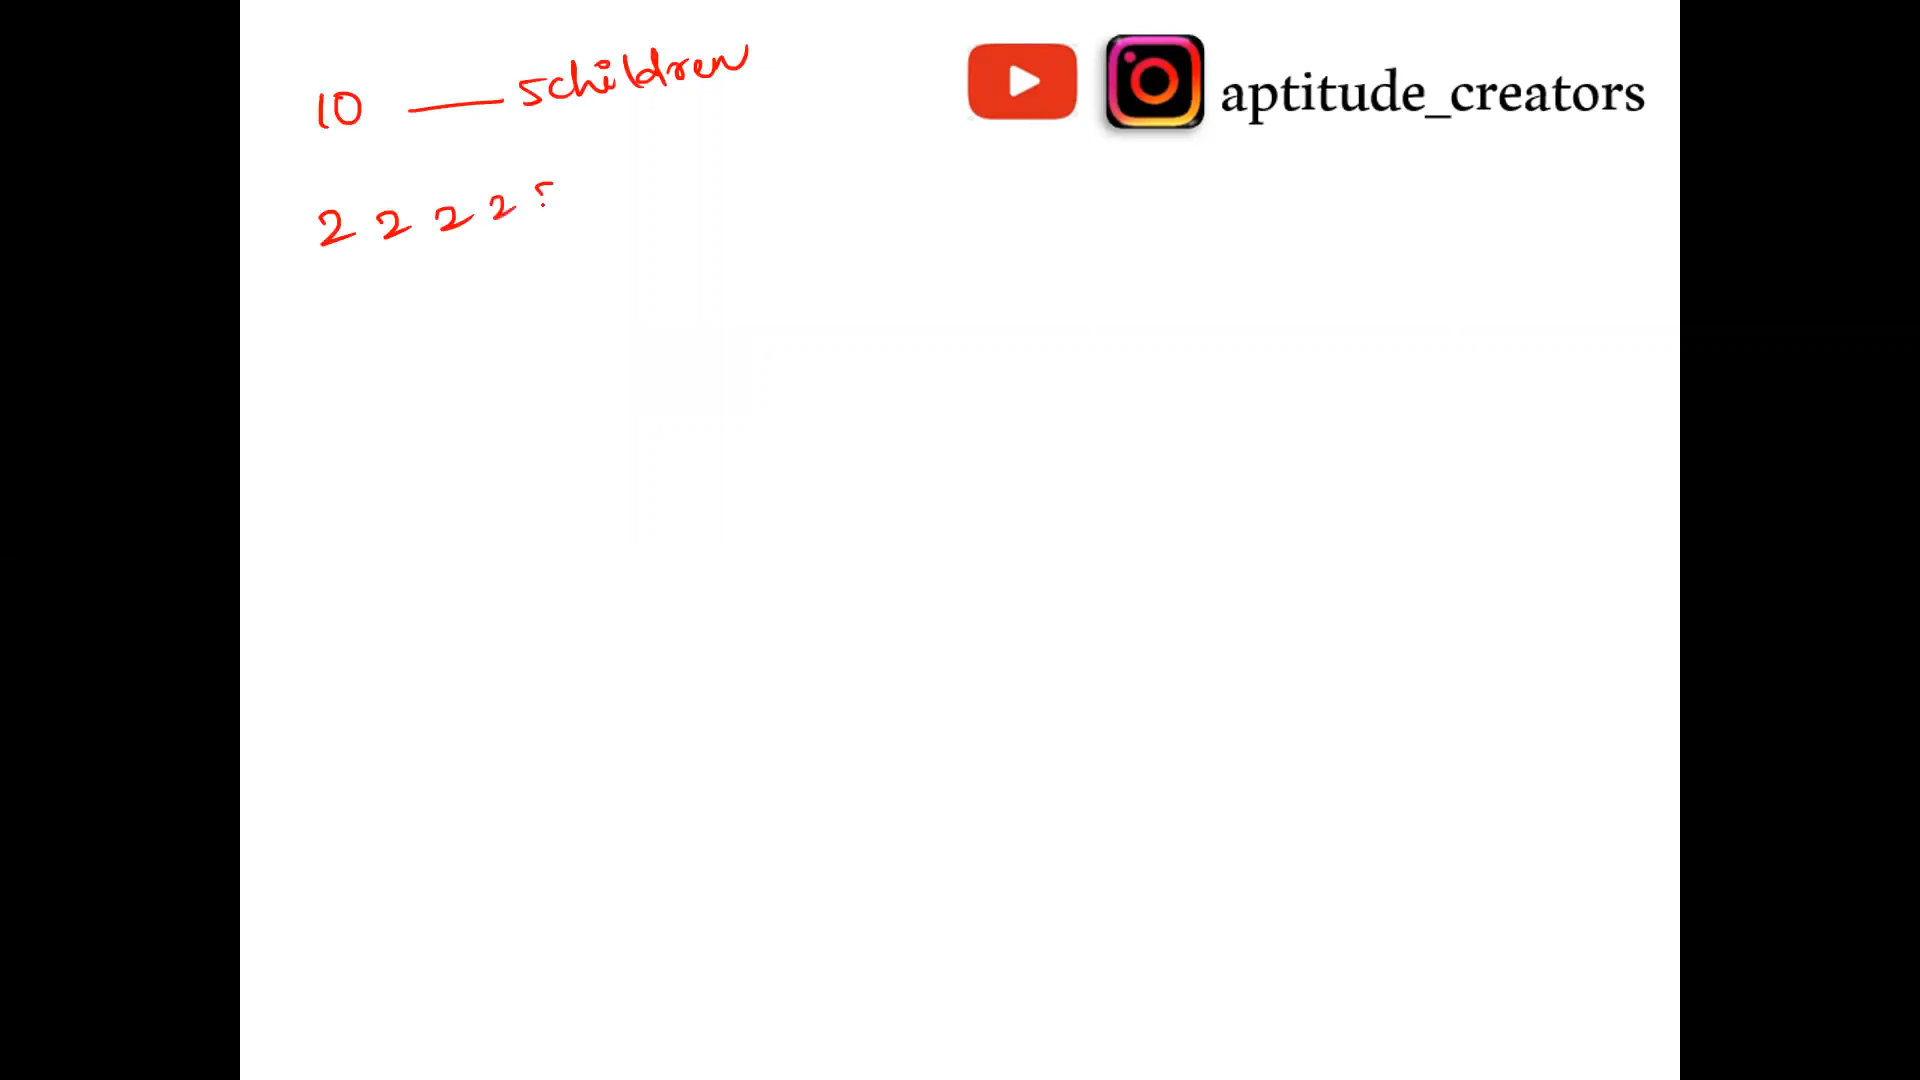 10 — 5children
aptitude_creators
2 2 2 2